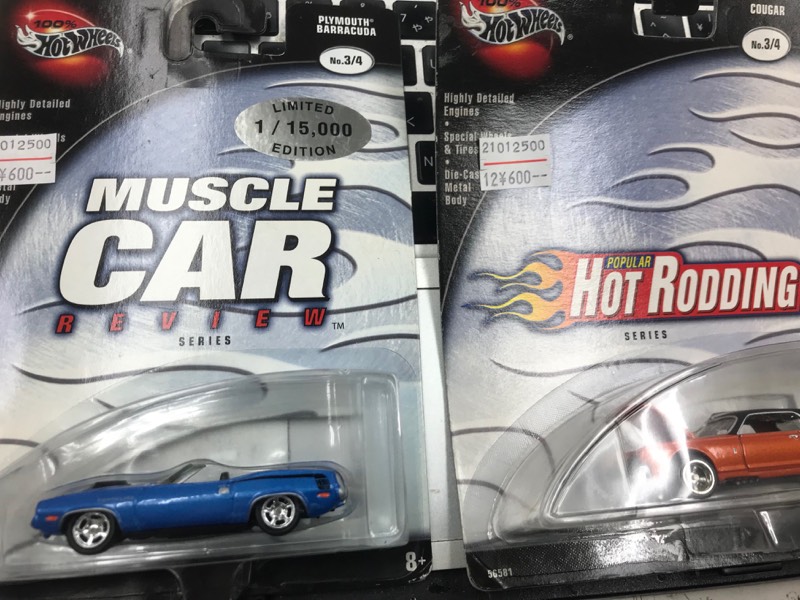 100%
Hot Wheels
PLYMOUTH®
BARRACUDA
No.3/4
Highly Detailed
Engines
012500
¥600--
LIMITED
1 / 15,000
EDITION
MUSCLE
CAR
REVIEW™
SERIES
8+
100%
Hot Wheels
COUGAR
No.3/4
Highly Detailed
Engines
•
Special Wheels
& Tires
21012500
12¥600--
•
Die-Cast
Metal
Body
POPULAR
HOT RODDING
SERIES
56581